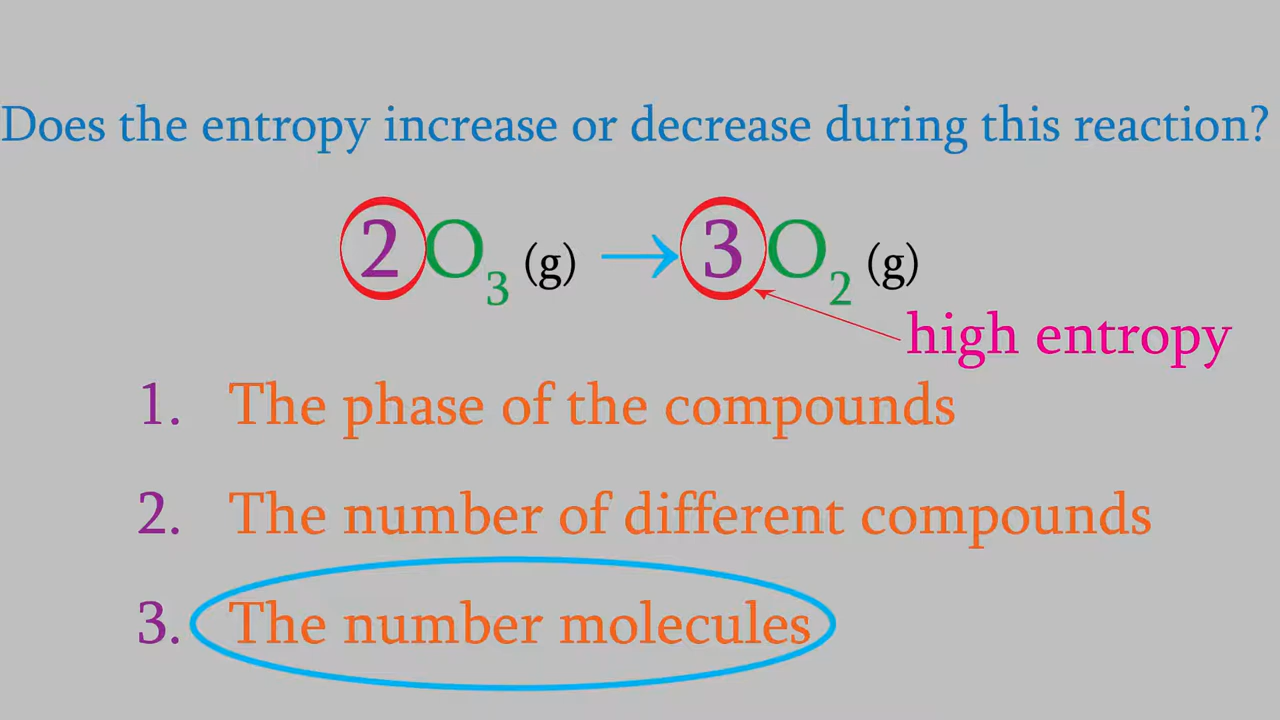 Does the entropy increase or decrease during this reaction?
2O₃ (g) → 3O₂ (g)
high entropy
1. The phase of the compounds
2. The number of different compounds
3. The number molecules